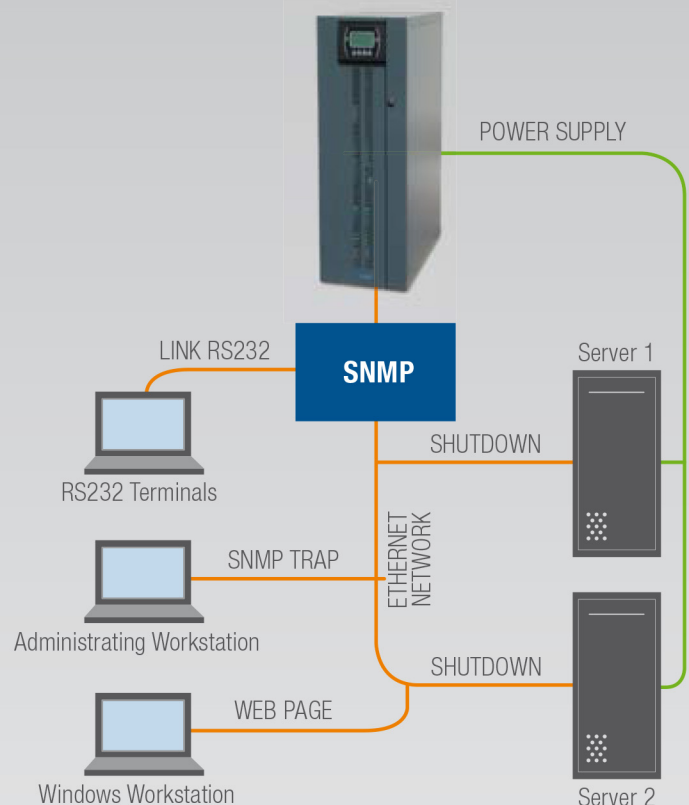 POWER SUPPLY
LINK RS232
SNMP
Server 1
SHUTDOWN
RS232 Terminals
ETHERNET
NETWORK
SNMP TRAP
Administrating Workstation
SHUTDOWN
WEB PAGE
Windows Workstation
Server 2